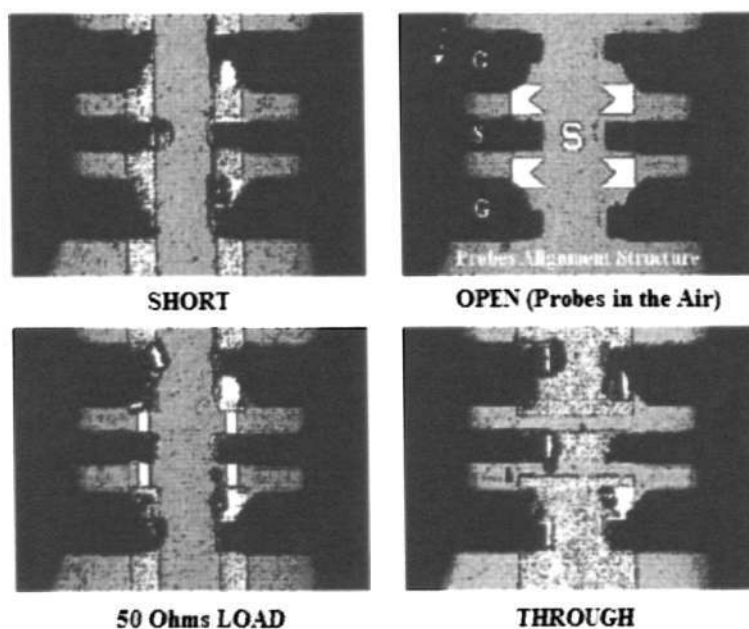 G
S
S
G
Probes Alignment Structure
SHORT
OPEN (Probes in the Air)
50 Ohms LOAD
THROUGH